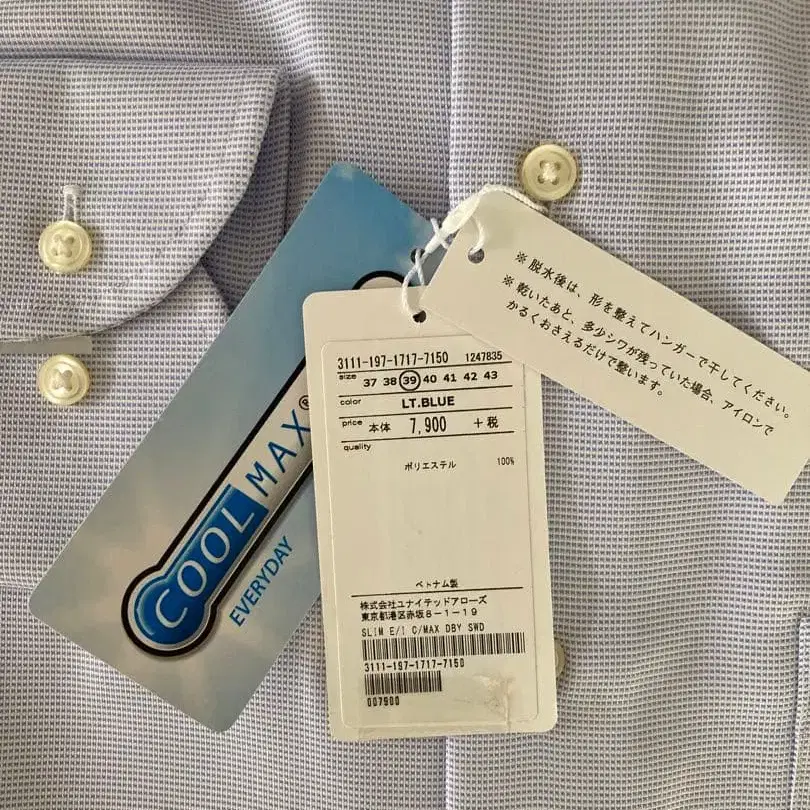 COOL MAX®
EVERYDAY
3111-197-1717-7150 1247835
size 37 38 39 40 41 42 43
color LT.BLUE
price 本体 7,900 +税
quality
ポリエステル 100%
ベトナム製
株式会社ユナイテッドアローズ
東京都港区赤坂8-1-19
SLIM E/I C/MAX DBY SWD
3111-197-1717-7150
007900
※ 脱水後は、形を整えてハンガーで干してください。
※ 乾いたあと、多少シワが残っていた場合、アイロンで
かるくおさえるだけで整います。